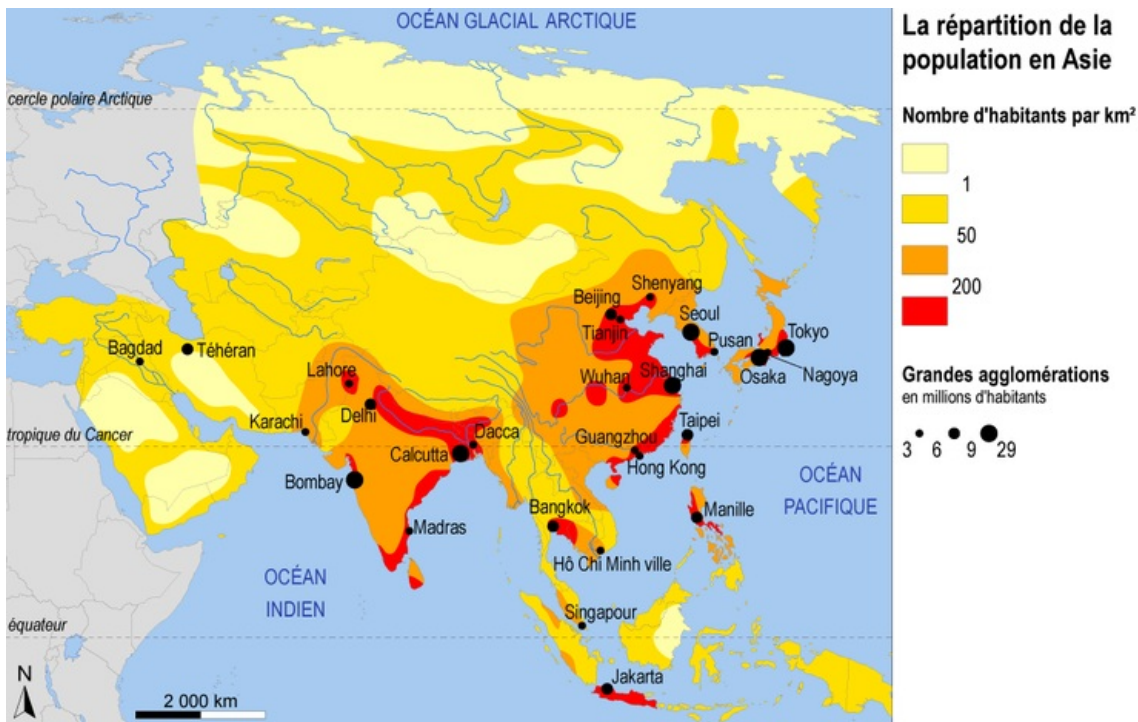 OCÉAN GLACIAL ARCTIQUE
cercle polaire Arctique
Shenyang
Beijing
Seoul
Tianjin
Pusan
Tokyo
Bagdad
Téhéran
Lahore
Wuhan
Shanghai
Osaka
Nagoya
Delhi
Karachi
Taipei
tropique du Cancer
Dacca
Guangzhou
Calcutta
Hong Kong
Bombay
OCÉAN
PACIFIQUE
Bangkok
Manille
Madras
Hô Chi Minh ville
OCÉAN
INDIEN
Singapour
équateur
N
Jakarta
2 000 km
La répartition de la
population en Asie
Nombre d'habitants par km²
1
50
200
Grandes agglomérations
en millions d'habitants
3 6 9 29